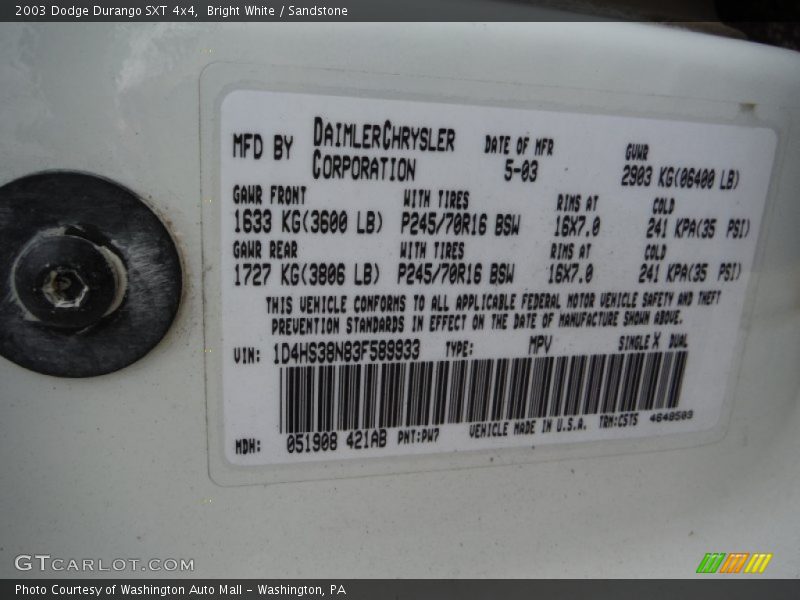 2003 Dodge Durango SXT 4x4,  Bright White / Sandstone
MFD BY DAIMLERCHRYSLER CORPORATION DATE OF MFR 5-03 GVWR 2903 KG(06400 LB)
GAWR FRONT WITH TIRES RIMS AT COLD
1633 KG(3600 LB) P245/70R16 BSW 16X7.0 241 KPA(35 PSI)
GAWR REAR WITH TIRES RIMS AT COLD
1727 KG(3806 LB) P245/70R16 BSW 16X7.0 241 KPA(35 PSI)
THIS VEHICLE CONFORMS TO ALL APPLICABLE FEDERAL MOTOR VEHICLE SAFETY AND THEFT
PREVENTION STANDARDS IN EFFECT ON THE DATE OF MANUFACTURE SHOWN ABOVE.
VIN: 1D4HS38N83F589933 TYPE: MPV SINGLE X DUAL
MDH: 051908 421AB PNT:PW7 VEHICLE MADE IN U.S.A. TRM:CST5 4648509
GTCARLOT.COM
Photo Courtesy of Washington Auto Mall - Washington, PA